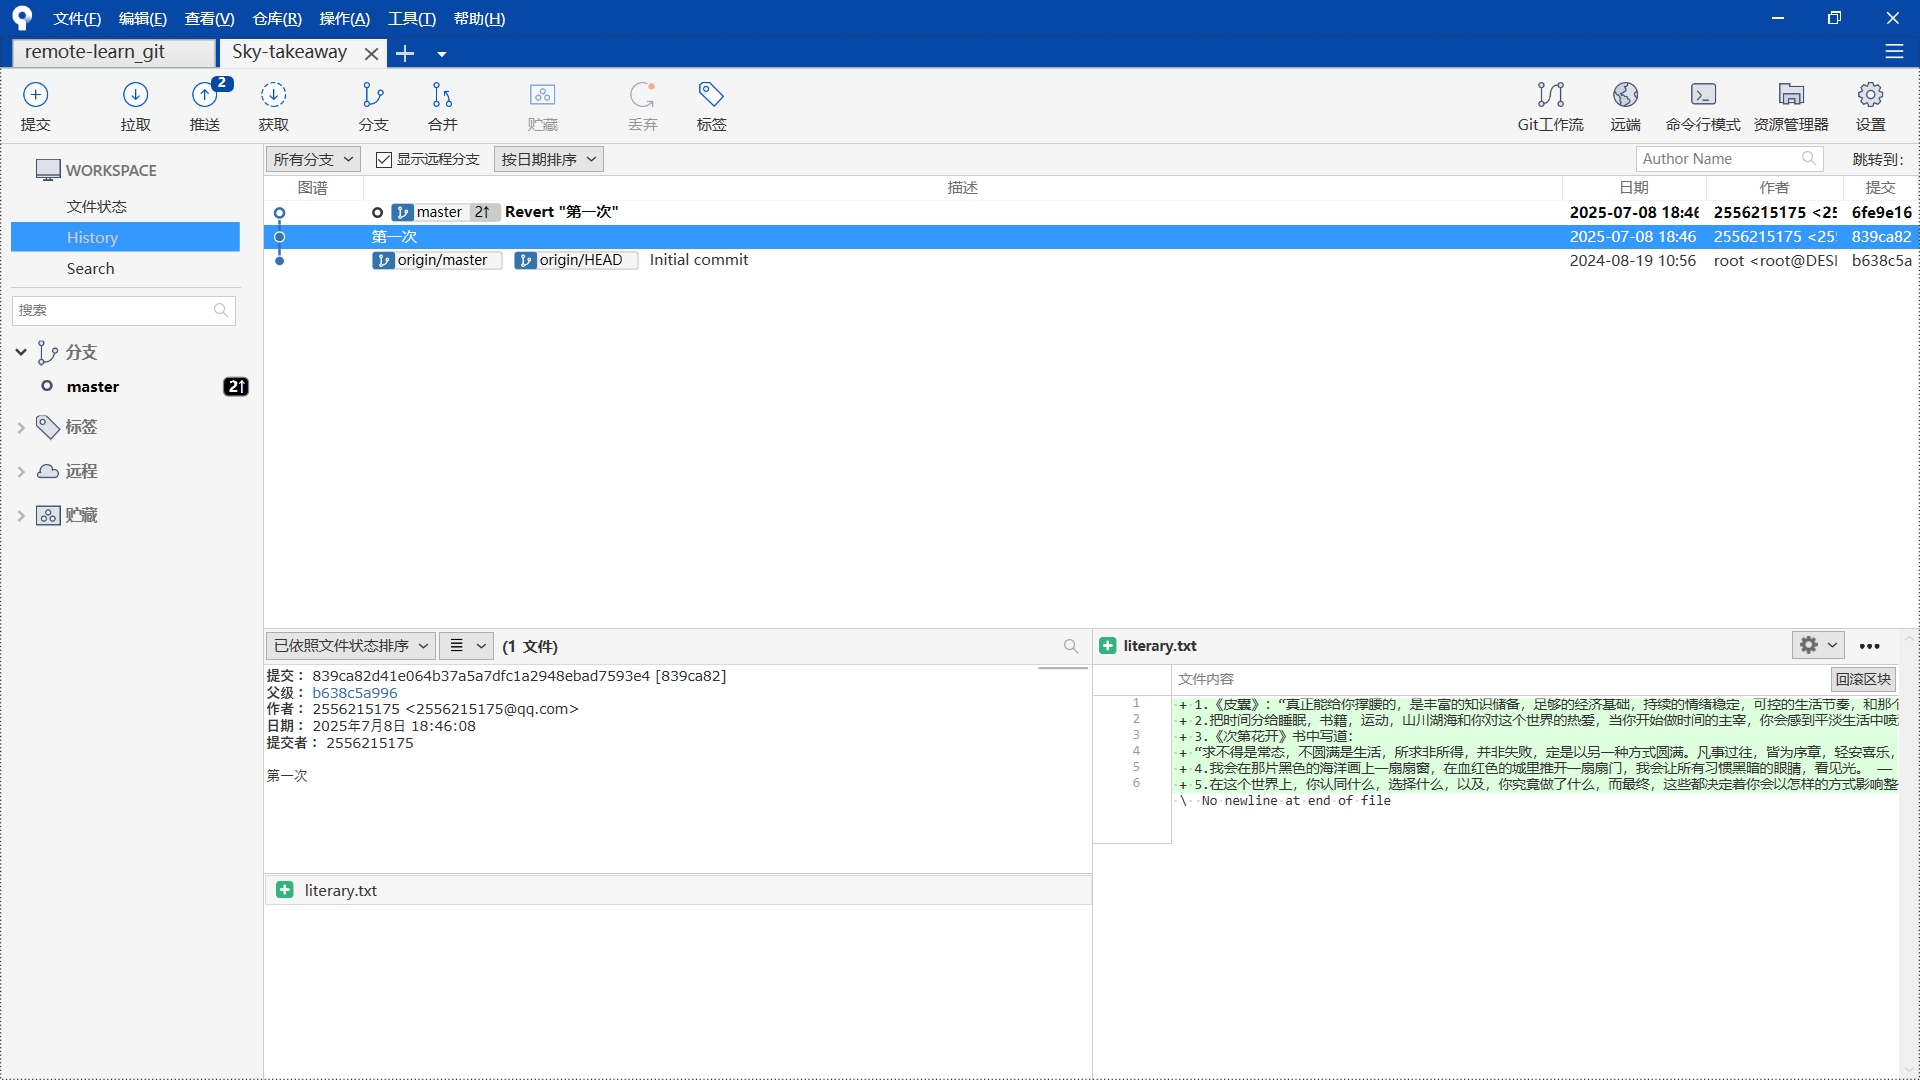 文件(F) 编辑(E) 查看(V) 仓库(R) 操作(A) 工具(T) 帮助(H)
remote-learn_git Sky-takeaway
提交 拉取 2 推送 获取 分支 合并 贮藏 丢弃 标签 Git工作流 远端 命令行模式 资源管理器 设置
WORKSPACE
文件状态
History
Search
搜索
分支
master 2↑
标签
远程
贮藏
所有分支 显示远程分支 按日期排序 Author Name 跳转到:
图谱 描述 日期 作者 提交
master 2↑ Revert "第一次" 2025-07-08 18:46 2556215175 <25 6fe9e16
第一次 2025-07-08 18:46 2556215175 <25 839ca82
origin/master origin/HEAD Initial commit 2024-08-19 10:56 root <root@DESI b638c5a
已依照文件状态排序 (1 文件)
提交： 839ca82d41e064b37a5a7dfc1a2948ebad7593e4 [839ca82]
父级： b638c5a996
作者： 2556215175 <2556215175@qq.com>
日期： 2025年7月8日 18:46:08
提交者： 2556215175
第一次
literary.txt
literary.txt
文件内容 回滚区块
1 + 1.《皮囊》：“真正能给你撑腰的，是丰富的知识储备，足够的经济基础，持续的情绪稳定，可控的生活节奏，和那个
2 + 2.把时间分给睡眠，书籍，运动，山川湖海和你对这个世界的热爱，当你开始做时间的主宰，你会感到平淡生活中喷
3 + 3.《次第花开》书中写道：
4 + “求不得是常态，不圆满是生活，所求非所得，并非失败，定是以另一种方式圆满。凡事过往，皆为序章，轻安喜乐，
5 + 4.我会在那片黑色的海洋画上一扇扇窗，在血红色的城里推开一扇扇门，我会让所有习惯黑暗的眼睛，看见光。 —
6 + 5.在这个世界上，你认同什么，选择什么，以及，你究竟做了什么，而最终，这些都决定着你会以怎样的方式影响整
\ No newline at end of file